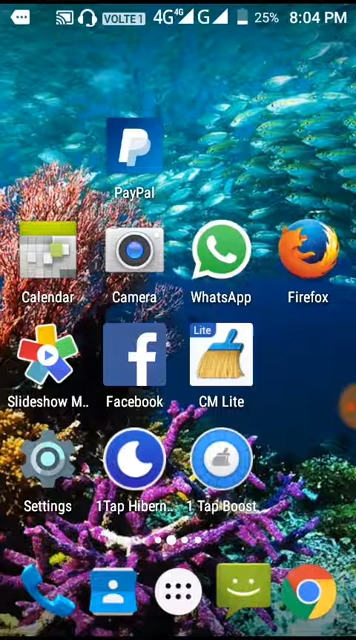 VOLTE 1 4G 4G G 25% 8:04 PM
PayPal
Calendar Camera WhatsApp Firefox
Lite
Slideshow M.. Facebook CM Lite
Settings 1Tap Hibern.. 1 Tap Boost